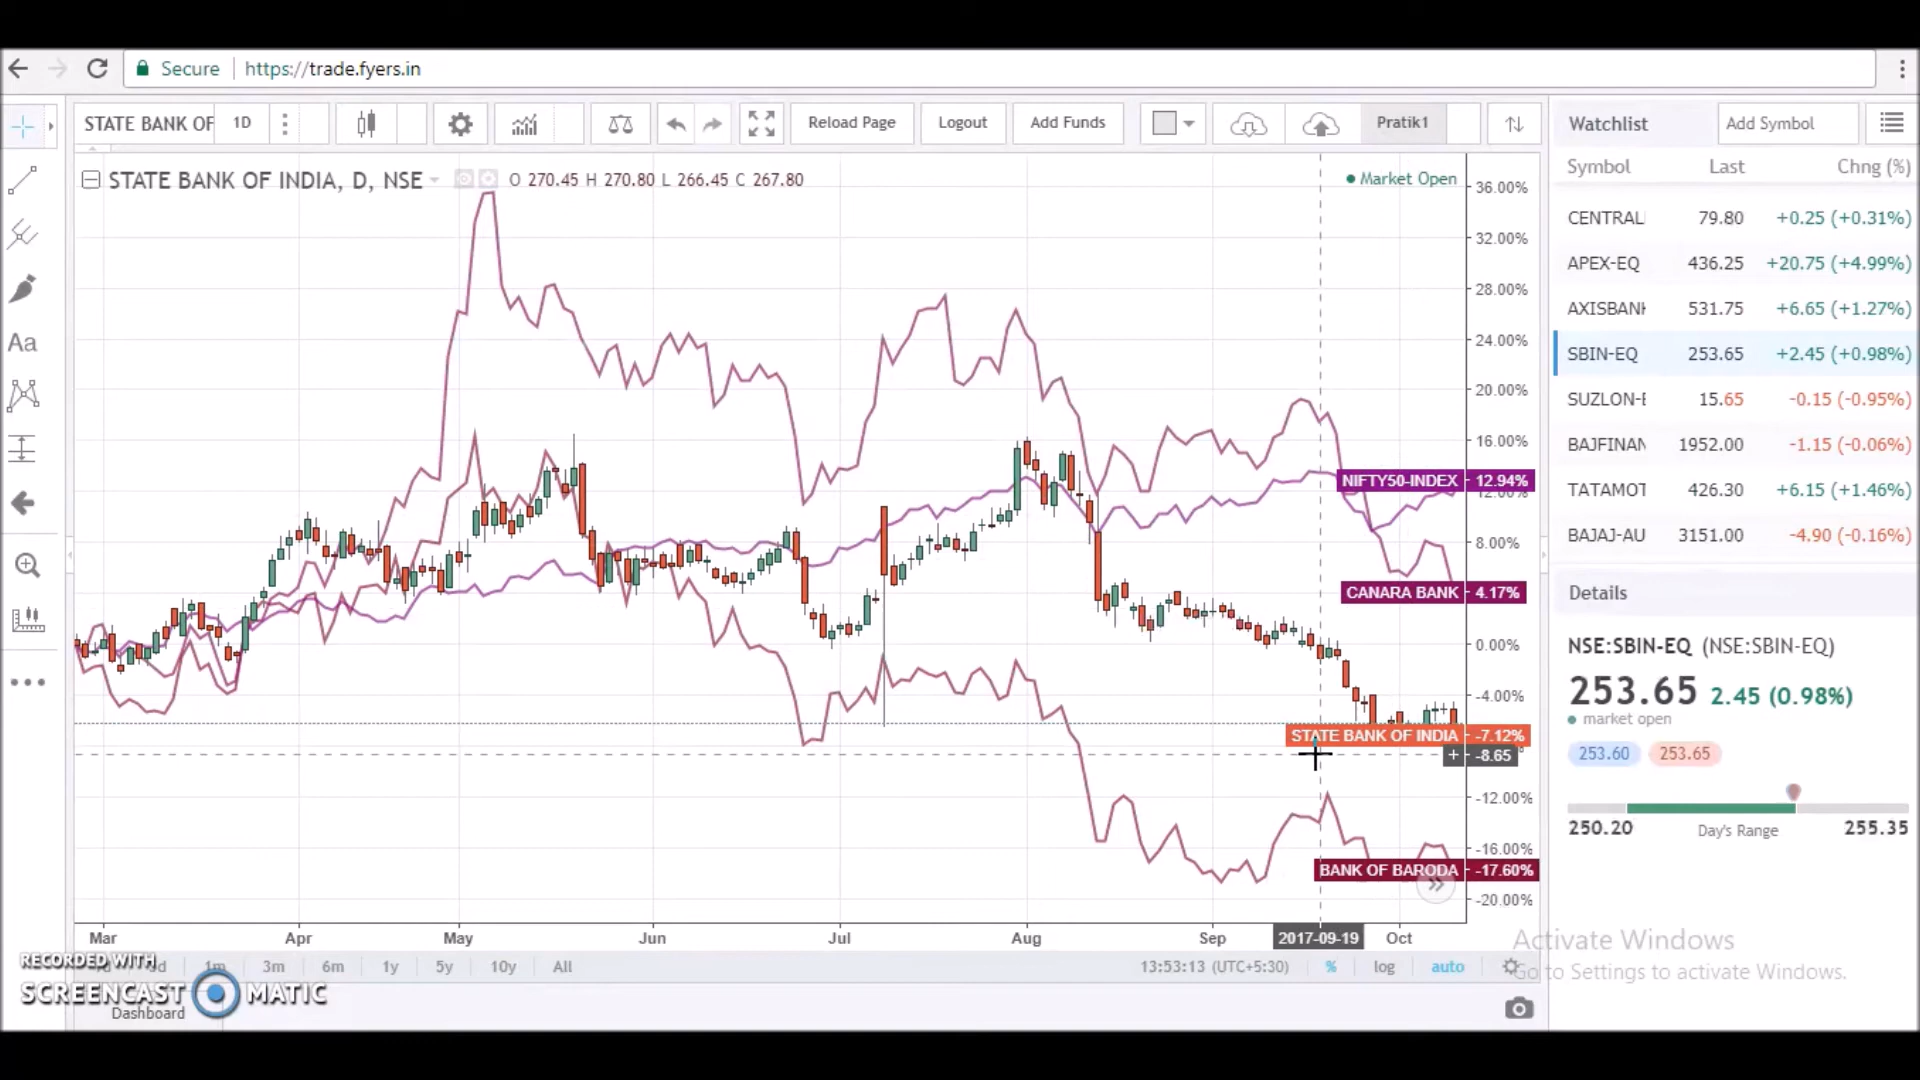 Secure https://trade.fyers.in
STATE BANK OF 1D Reload Page Logout Add Funds Pratik1
Watchlist Add Symbol
STATE BANK OF INDIA, D, NSE O 270.45 H 270.80 L 266.45 C 267.80 Market Open
Symbol Last Chng (%)
CENTRAL 79.80 +0.25 (+0.31%)
APEX-EQ 436.25 +20.75 (+4.99%)
AXISBANK 531.75 +6.65 (+1.27%)
SBIN-EQ 253.65 +2.45 (+0.98%)
SUZLON-E 15.65 -0.15 (-0.95%)
BAJFINAN 1952.00 -1.15 (-0.06%)
TATAMOT 426.30 +6.15 (+1.46%)
BAJAJ-AU 3151.00 -4.90 (-0.16%)
36.00%
32.00%
28.00%
24.00%
20.00%
16.00%
NIFTY50-INDEX 12.94%
12.00%
8.00%
CANARA BANK 4.17%
0.00%
-4.00%
STATE BANK OF INDIA -7.12%
+ -8.65
-12.00%
-16.00%
BANK OF BARODA -17.60%
-20.00%
Aa
Details
NSE:SBIN-EQ (NSE:SBIN-EQ)
253.65 2.45 (0.98%)
market open
253.60 253.65
250.20 Day's Range 255.35
Mar Apr May Jun Jul Aug Sep 2017-09-19 Oct
1m 3m 6m 1y 5y 10y All 13:53:13 (UTC+5:30) % log auto
RECORDED WITH
SCREENCAST MATIC
Dashboard
Activate Windows
Go to Settings to activate Windows.